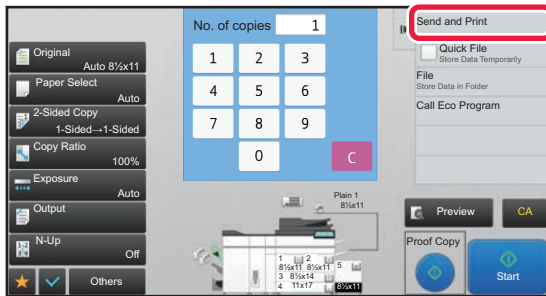 No. of copies 1
Send and Print
Original
Auto 8½x11
Paper Select
Auto
2-Sided Copy
1-Sided→1-Sided
Copy Ratio
100%
Exposure
Auto
Output
N-Up
Off
Others
1 2 3
4 5 6
7 8 9
0 C
Quick File
Store Data Temporarily
File
Store Data in Folder
Call Eco Program
Plain 1
8½x11
1 2
8½x11 8½x11 5
3 8½x14
4 11x17 8½x11
Preview CA
Proof Copy
Start